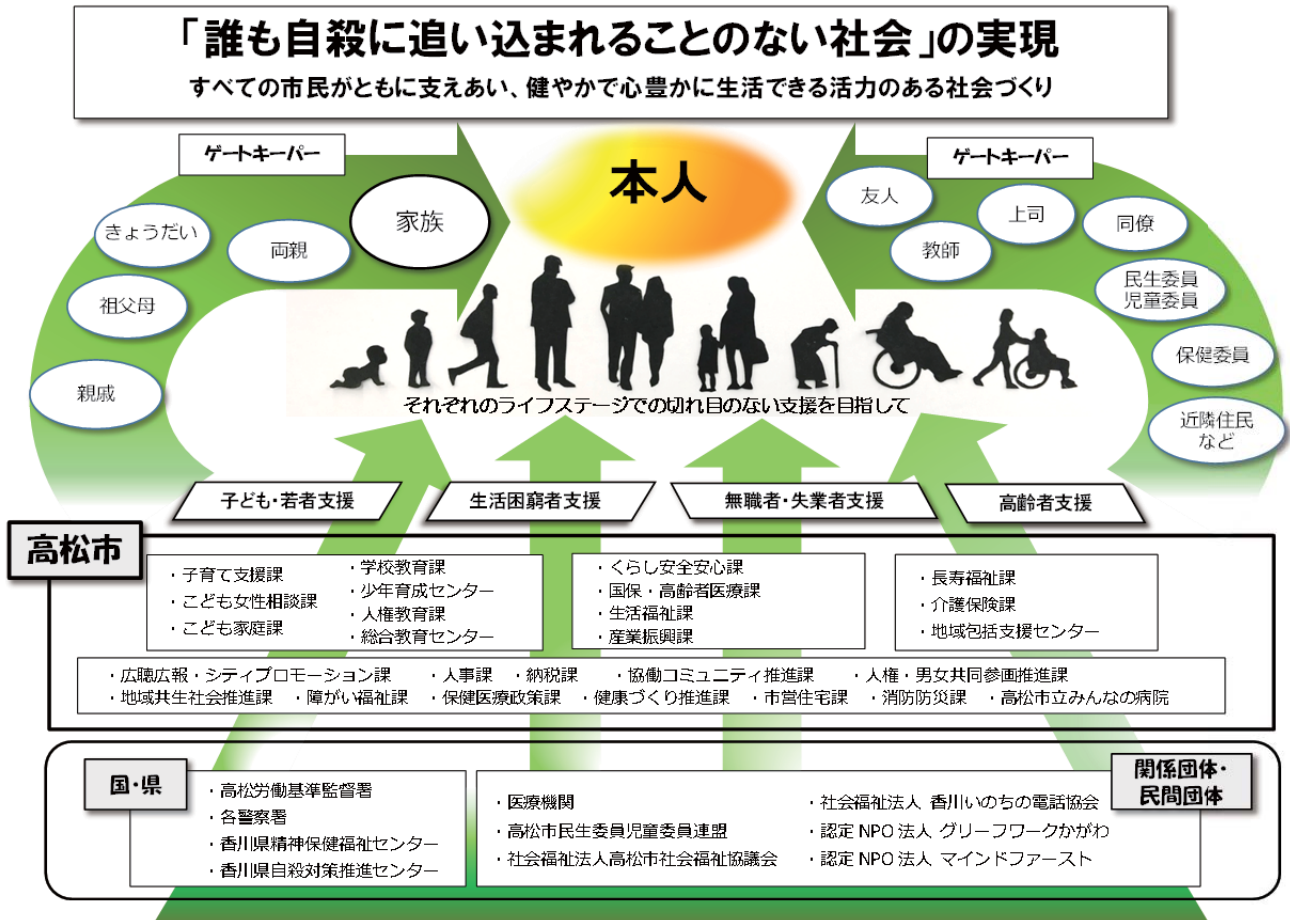 「誰も自殺に追い込まれることのない社会」の実現
すべての市民がともに支えあい、健やかで心豊かに生活できる活力のある社会づくり
ゲートキーパー
本人
ゲートキーパー
家族
両親
きょうだい
祖父母
親戚
友人
教師
上司
同僚
民生委員
児童委員
保健委員
近隣住民
など
それぞれのライフステージでの切れ目のない支援を目指して
子ども・若者支援
生活困窮者支援
無職者・失業者支援
高齢者支援
高松市
・子育て支援課
・こども女性相談課
・こども家庭課
・学校教育課
・少年育成センター
・人権教育課
・総合教育センター
・くらし安全安心課
・国保・高齢者医療課
・生活福祉課
・産業振興課
・長寿福祉課
・介護保険課
・地域包括支援センター
・広聴広報・シティプロモーション課 ・人事課 ・納税課 ・協働コミュニティ推進課 ・人権・男女共同参画推進課
・地域共生社会推進課 ・障がい福祉課 ・保健医療政策課 ・健康づくり推進課 ・市営住宅課 ・消防防災課 ・高松市立みんなの病院
国・県
・高松労働基準監督署
・各警察署
・香川県精神保健福祉センター
・香川県自殺対策推進センター
関係団体・
民間団体
・医療機関
・高松市民生委員児童委員連盟
・社会福祉法人高松市社会福祉協議会
・社会福祉法人 香川いのちの電話協会
・認定NPO法人 グリーフワークかがわ
・認定NPO法人 マインドファースト